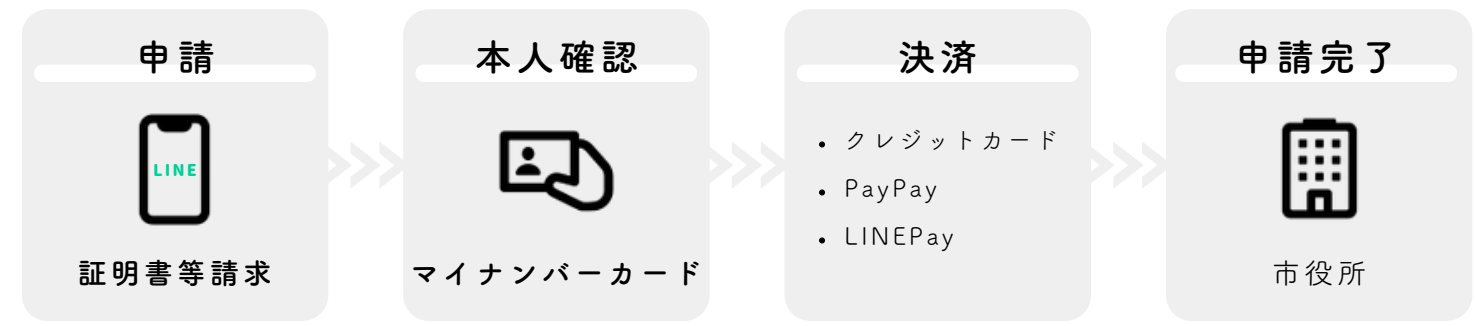 申請
LINE
証明書等請求
本人確認
マイナンバーカード
決済
• クレジットカード
• PayPay
• LINEPay
申請完了
市役所